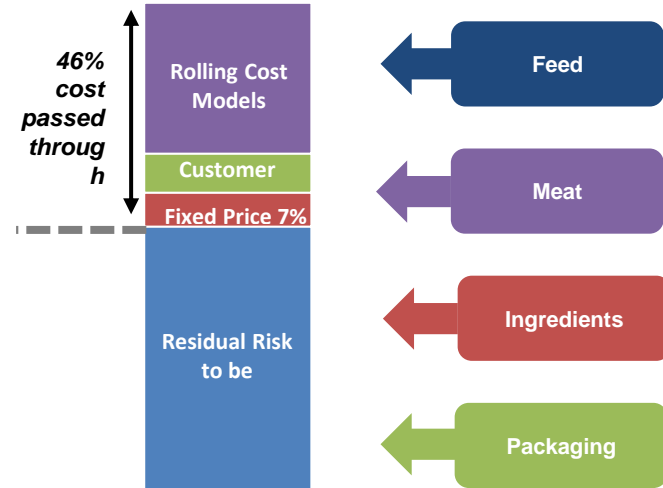 46%
cost
passed
throug
h
Rolling Cost
Models
Customer
Fixed Price 7%
Residual Risk
to be
Feed
Meat
Ingredients
Packaging